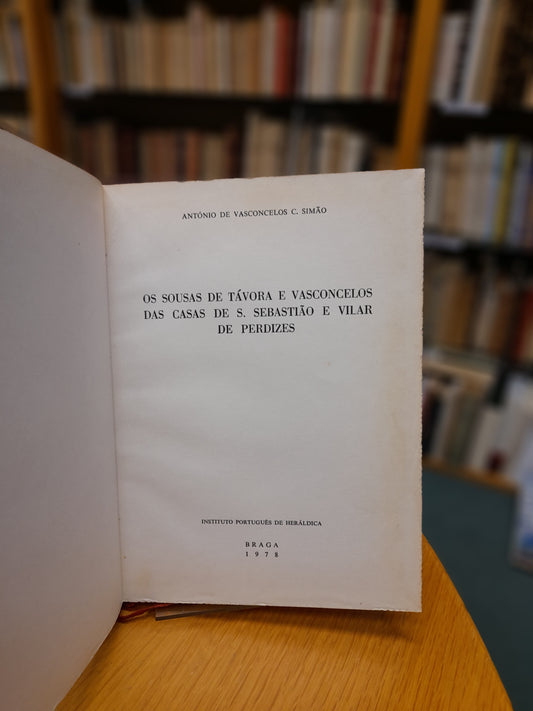 ANTÓNIO DE VASCONCELOS C. SIMÃO
OS SOUSAS DE TÁVORA E VASCONCELOS
DAS CASAS DE S. SEBASTIÃO E VILAR
DE PERDIZES
INSTITUTO PORTUGUÊS DE HERÁLDICA
BRAGA
1978